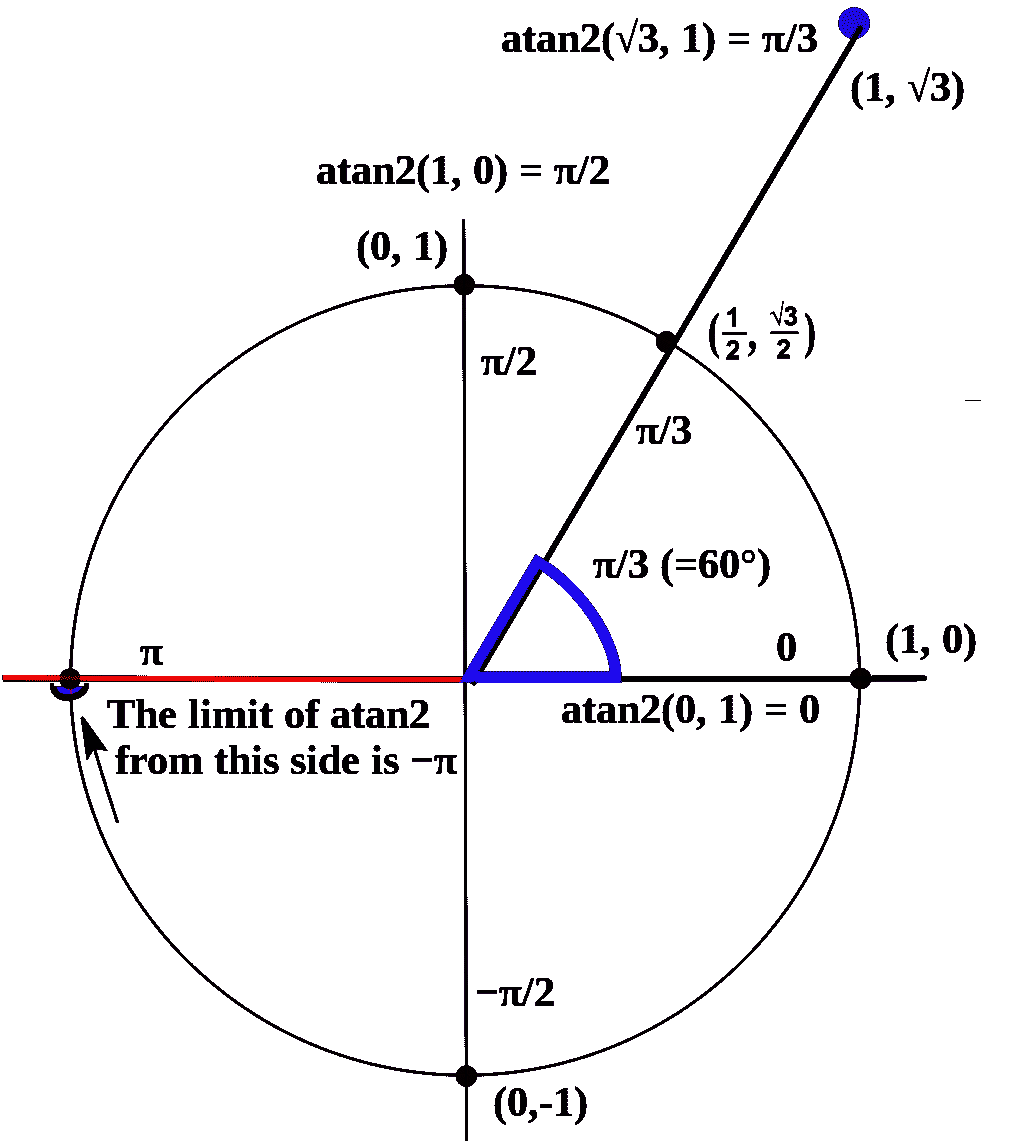 atan2(√3, 1) = π/3
(1, √3)
atan2(1, 0) = π/2
(0, 1)
(1/2, √3/2)
π/2
π/3
π/3 (=60°)
π
0
(1, 0)
The limit of atan2
from this side is −π
atan2(0, 1) = 0
−π/2
(0,-1)